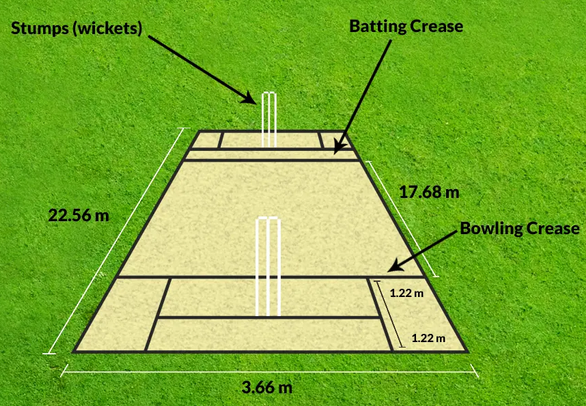 Stumps (wickets)
Batting Crease
22.56 m
17.68 m
Bowling Crease
1.22 m
1.22 m
3.66 m